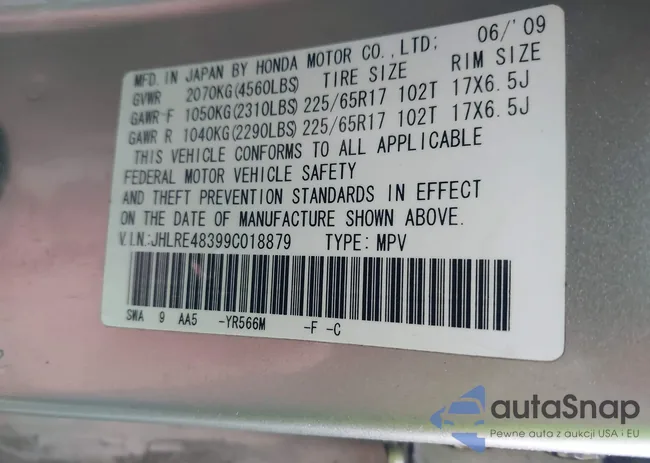 MFD. IN JAPAN BY HONDA MOTOR CO., LTD; 06/'09
GVWR 2070KG(4560LBS) TIRE SIZE RIM SIZE
GAWR F 1050KG(2310LBS) 225/65R17 102T 17X6.5J
GAWR R 1040KG(2290LBS) 225/65R17 102T 17X6.5J
THIS VEHICLE CONFORMS TO ALL APPLICABLE
FEDERAL MOTOR VEHICLE SAFETY
AND THEFT PREVENTION STANDARDS IN EFFECT
ON THE DATE OF MANUFACTURE SHOWN ABOVE.
V.I.N.:JHLRE48399C018879 TYPE: MPV
SWA 9 AA5 -YR566M -F -C
autaSnap
Pewne auta z aukcji USA i EU